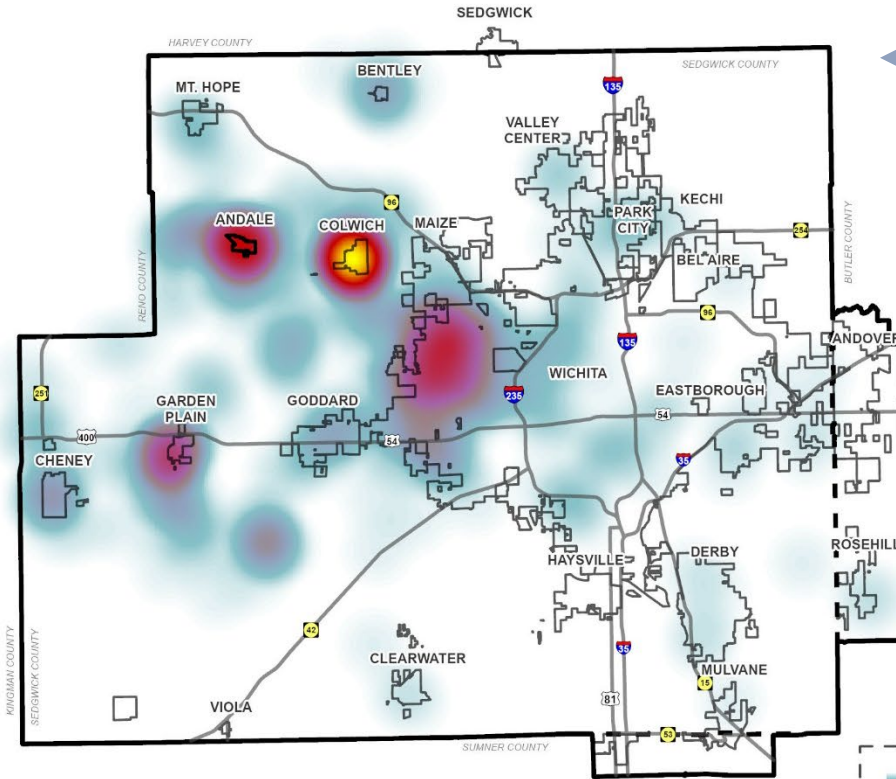 SEDGWICK
HARVEY COUNTY
SEDGWICK COUNTY
BENTLEY
MT. HOPE
135
VALLEY
CENTER
96
ANDALE
COLWICH
MAIZE
PARK
CITY
KECHI
254
BEL AIRE
RENO COUNTY
BUTLER COUNTY
96
135
ANDOVER
WICHITA
251
GARDEN
PLAIN
GODDARD
235
EASTBOROUGH
54
400
54
CHENEY
35
HAYSVILLE
DERBY
ROSEHILL
42
KINGMAN COUNTY
SEDGWICK COUNTY
CLEARWATER
35
MULVANE
15
81
VIOLA
53
SUMNER COUNTY